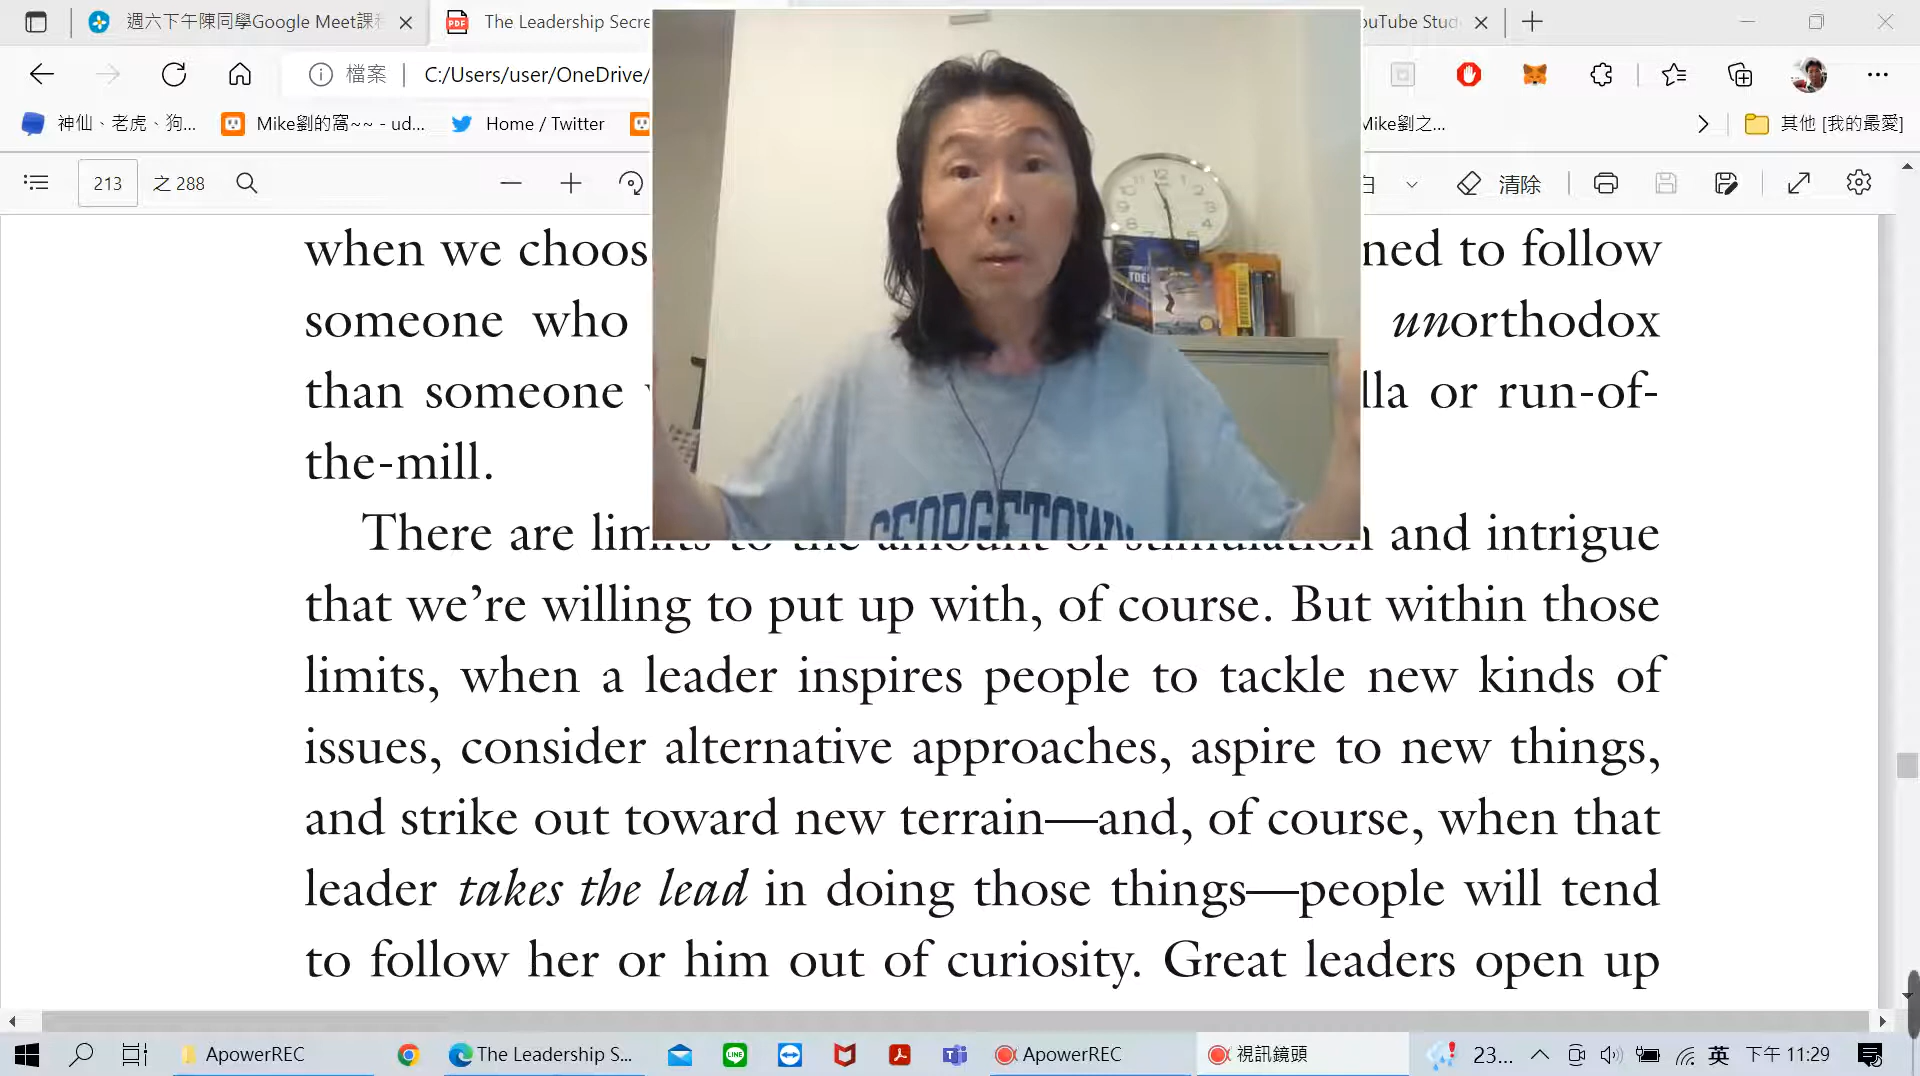 週六下午陳同學Google Meet課
The Leadership Secre
YouTube Stud
檔案
C:/Users/user/OneDrive/
神仙、老虎、狗...
Mike劉的窩~~ - ud...
Home / Twitter
Mike劉之...
其他 [我的最愛]
213
之 288
清除
when we choos
ned to follow
someone who
unorthodox
than someone
lla or run-of-
the-mill.
There are limits to the amount of stimulation and intrigue
that we’re willing to put up with, of course. But within those
limits, when a leader inspires people to tackle new kinds of
issues, consider alternative approaches, aspire to new things,
and strike out toward new terrain—and, of course, when that
leader takes the lead in doing those things—people will tend
to follow her or him out of curiosity. Great leaders open up
GEORGETOWN
ApowerREC
The Leadership S...
ApowerREC
視訊鏡頭
23...
英
下午 11:29